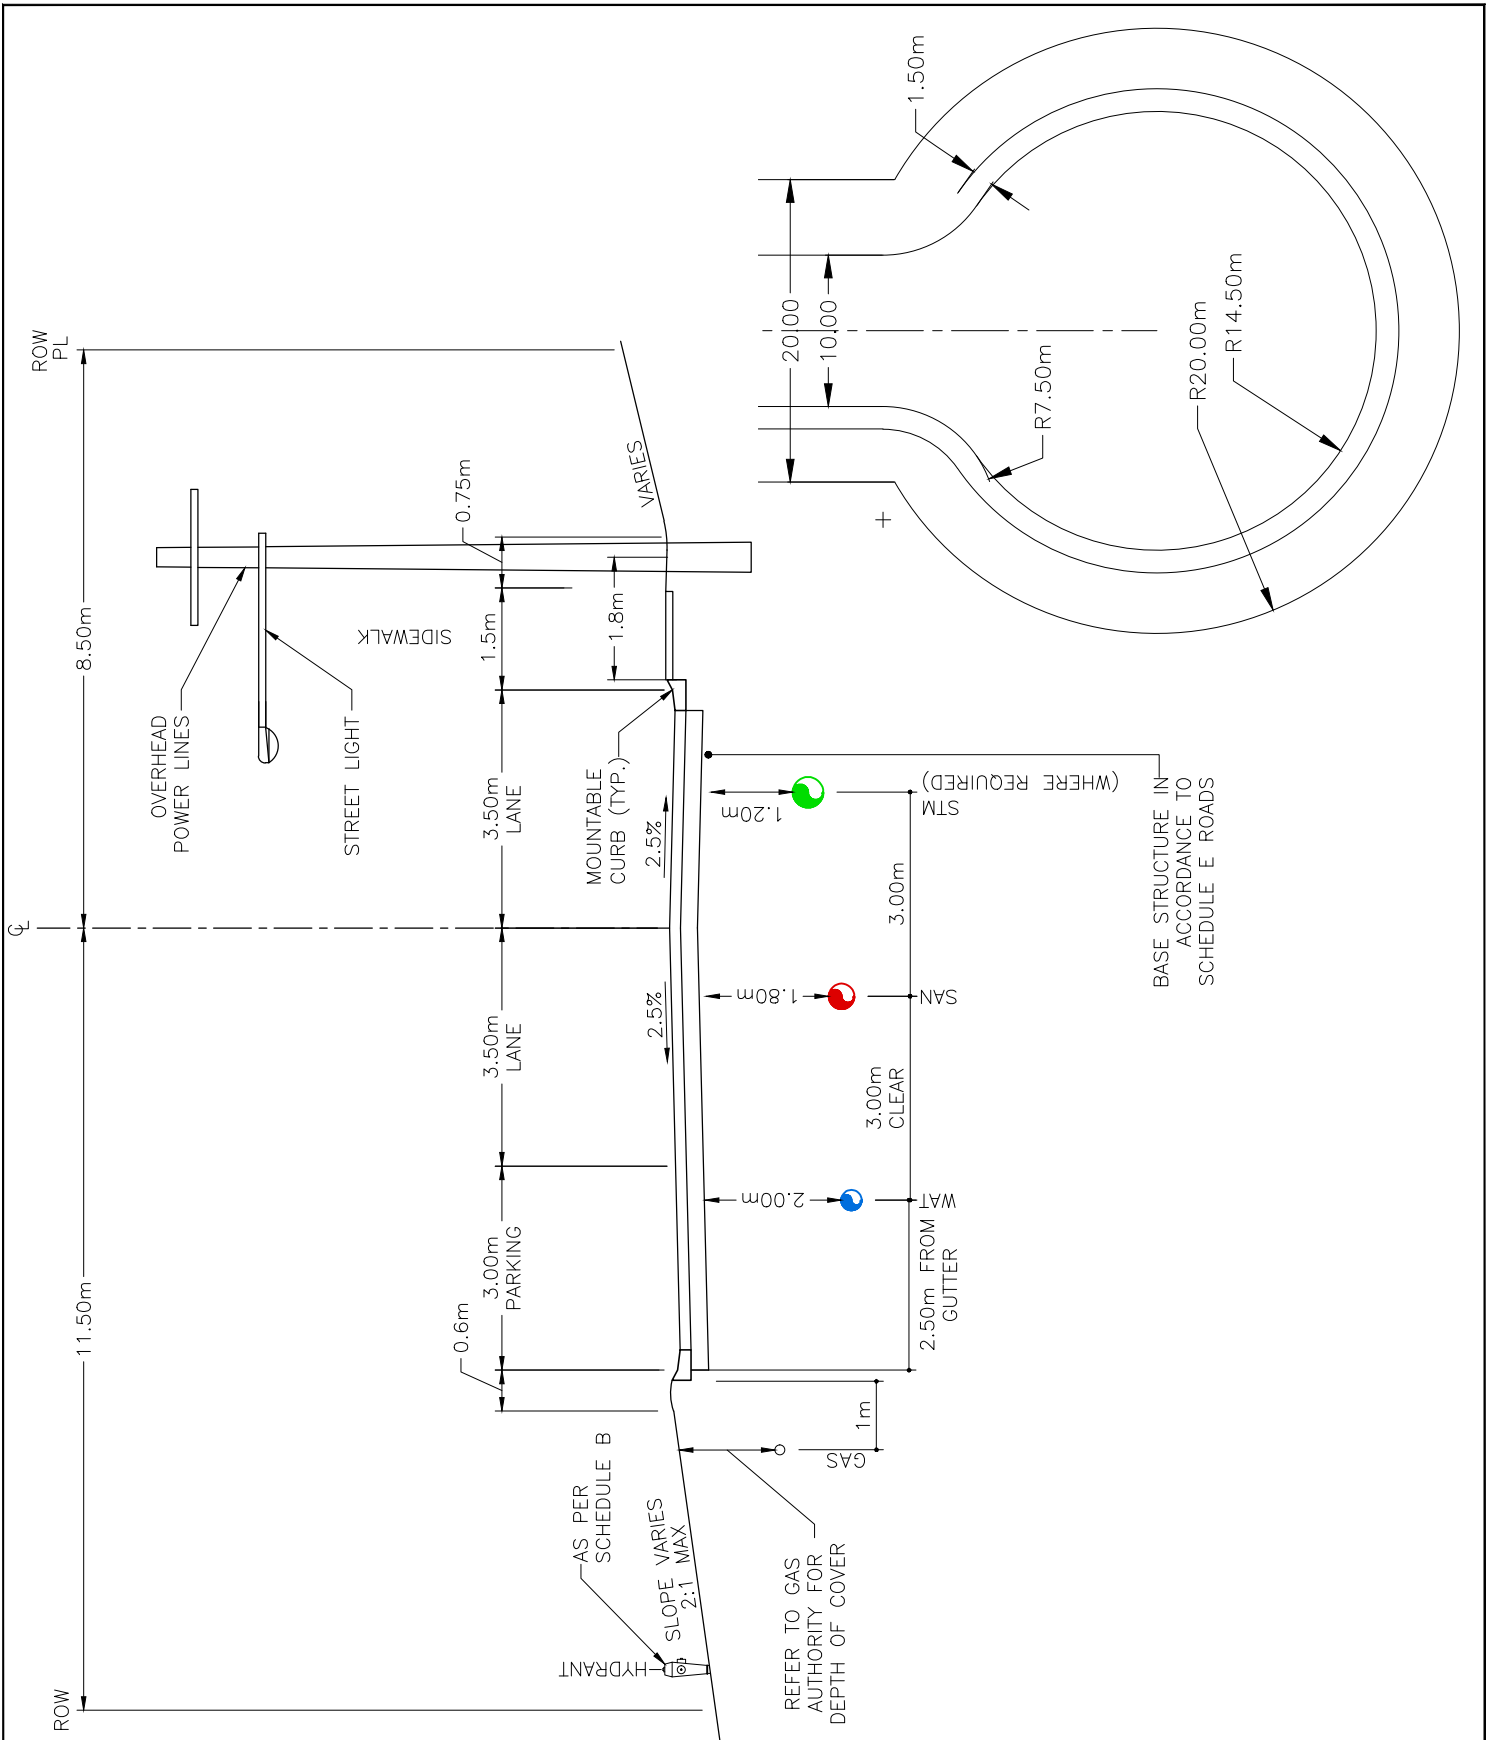 ROW
11.50m
℄
8.50m
ROW
PL
OVERHEAD
POWER LINES
STREET LIGHT
SIDEWALK
0.6m
3.00m
PARKING
3.50m
LANE
3.50m
LANE
1.5m
0.75m
1.8m
MOUNTABLE
CURB (TYP.)
VARIES
2.5%
2.5%
HYDRANT
AS PER
SCHEDULE B
SLOPE VARIES
2:1 MAX
REFER TO GAS
AUTHORITY FOR
DEPTH OF COVER
GAS
1m
2.00m
1.80m
1.20m
2.50m FROM
GUTTER
WAT
3.00m
CLEAR
SAN
3.00m
STM
(WHERE REQUIRED)
BASE STRUCTURE IN
ACCORDANCE TO
SCHEDULE E ROADS
20.00
10.00
1.50m
R7.50m
R20.00m
R14.50m